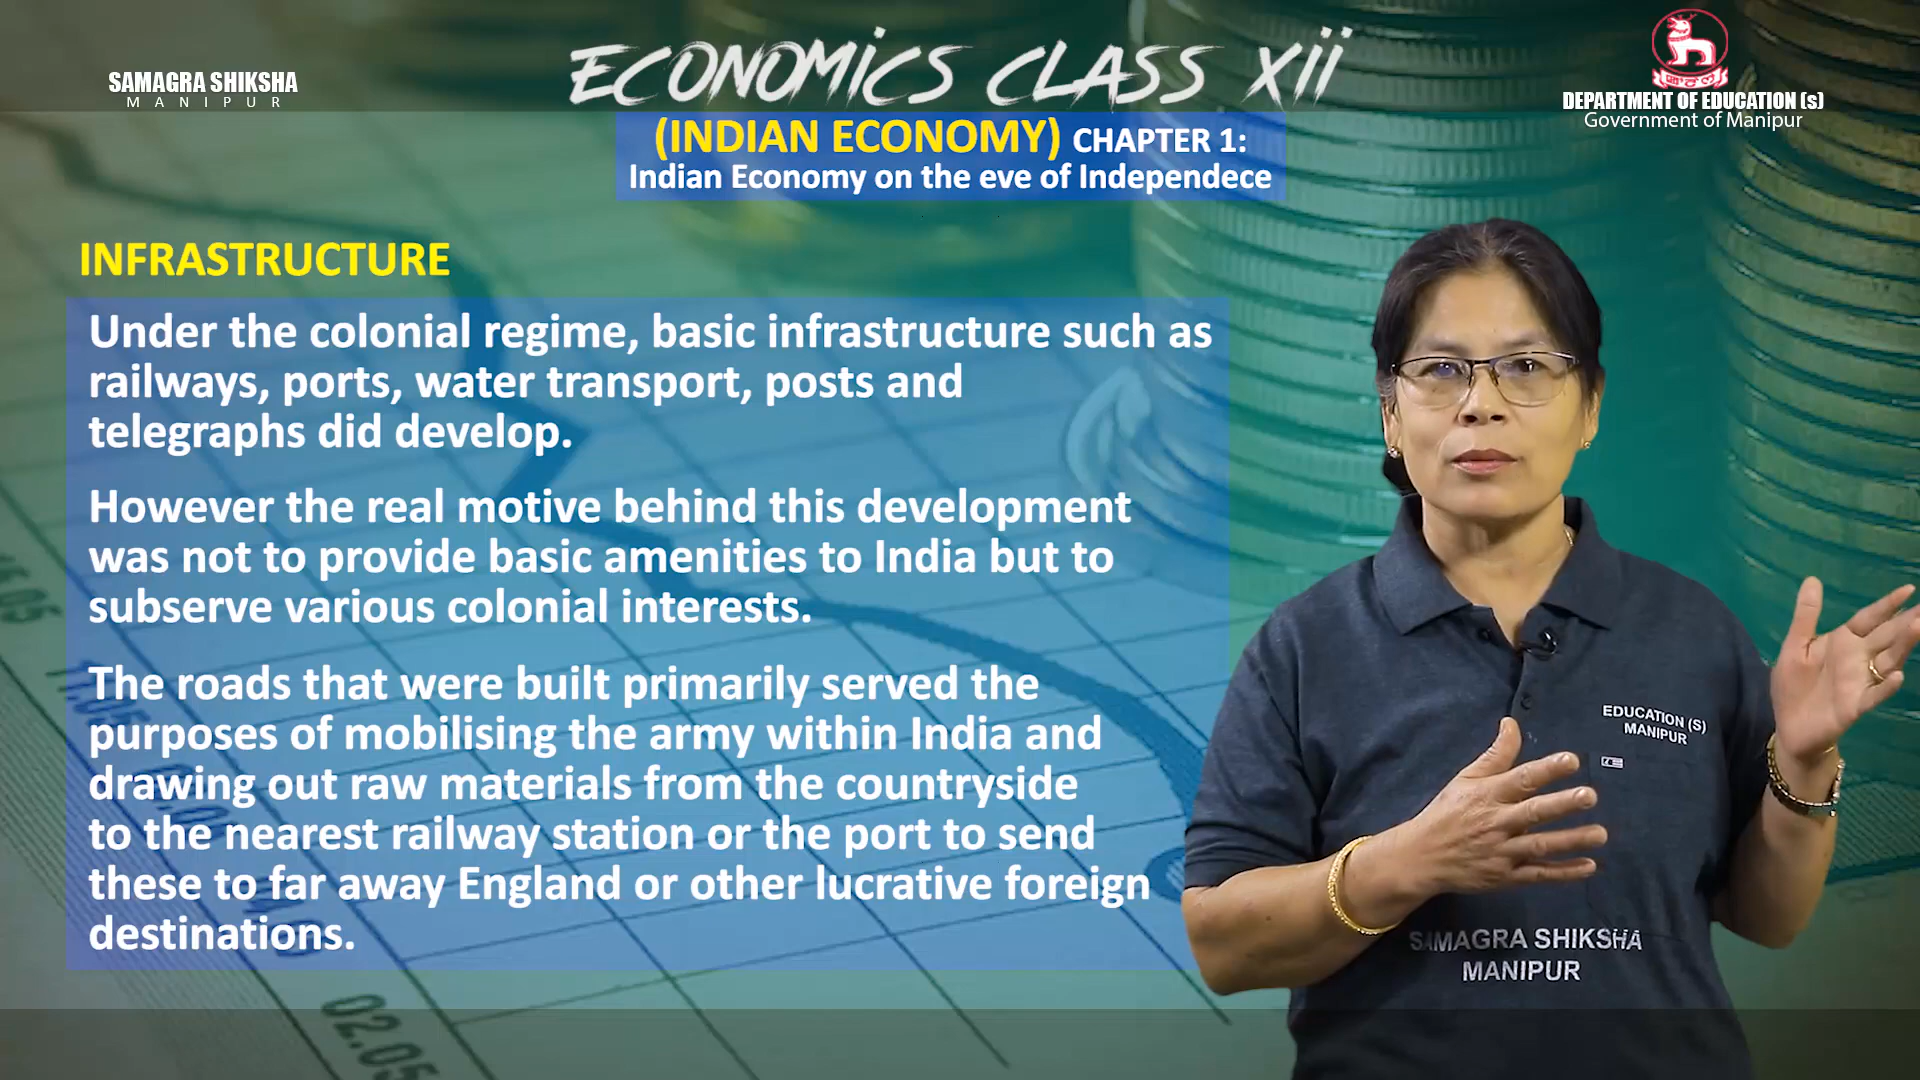 SAMAGRA SHIKSHA
MANIPUR
ECONOMICS CLASS XII
DEPARTMENT OF EDUCATION (s)
Government of Manipur
(INDIAN ECONOMY) CHAPTER 1:
Indian Economy on the eve of Independece
INFRASTRUCTURE
Under the colonial regime, basic infrastructure such as
railways, ports, water transport, posts and
telegraphs did develop.
However the real motive behind this development
was not to provide basic amenities to India but to
subserve various colonial interests.
The roads that were built primarily served the
purposes of mobilising the army within India and
drawing out raw materials from the countryside
to the nearest railway station or the port to send
these to far away England or other lucrative foreign
destinations.
EDUCATION (S)
MANIPUR
SAMAGRA SHIKSHA
MANIPUR
02.05